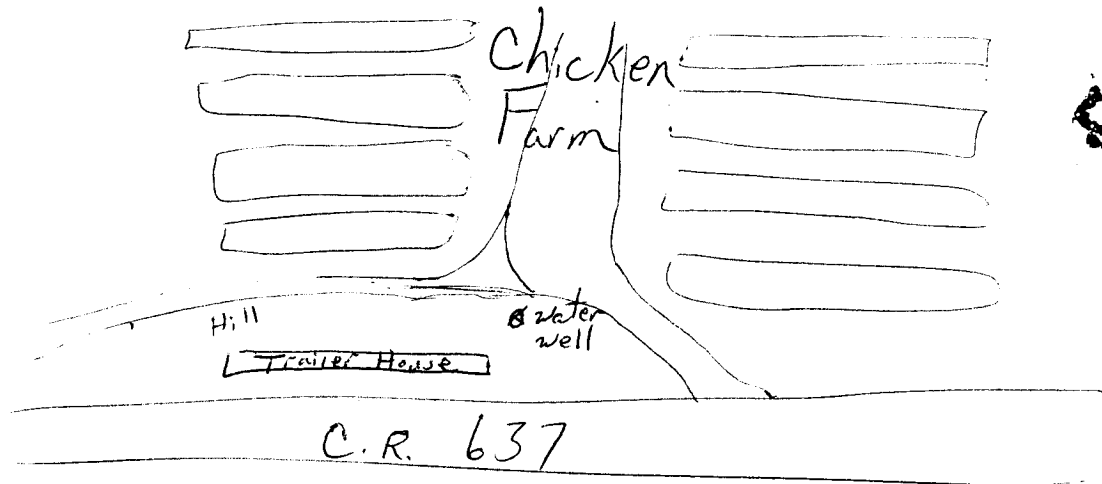 Chicken
Farm
Hill
Water
well
Trailer House
C.R. 637